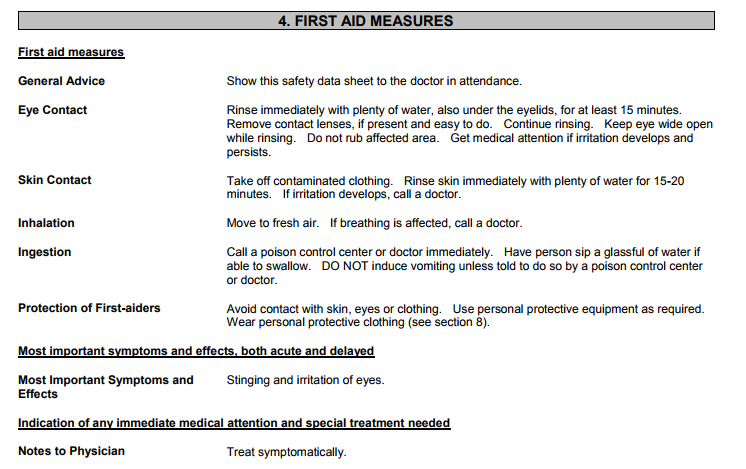 4. FIRST AID MEASURES
First aid measures
General Advice Show this safety data sheet to the doctor in attendance.
Eye Contact Rinse immediately with plenty of water, also under the eyelids, for at least 15 minutes.
Remove contact lenses, if present and easy to do. Continue rinsing. Keep eye wide open
while rinsing. Do not rub affected area. Get medical attention if irritation develops and
persists.
Skin Contact Take off contaminated clothing. Rinse skin immediately with plenty of water for 15-20
minutes. If irritation develops, call a doctor.
Inhalation Move to fresh air. If breathing is affected, call a doctor.
Ingestion Call a poison control center or doctor immediately. Have person sip a glassful of water if
able to swallow. DO NOT induce vomiting unless told to do so by a poison control center
or doctor.
Protection of First-aiders Avoid contact with skin, eyes or clothing. Use personal protective equipment as required.
Wear personal protective clothing (see section 8).
Most important symptoms and effects, both acute and delayed
Most Important Symptoms and Stinging and irritation of eyes.
Effects
Indication of any immediate medical attention and special treatment needed
Notes to Physician Treat symptomatically.